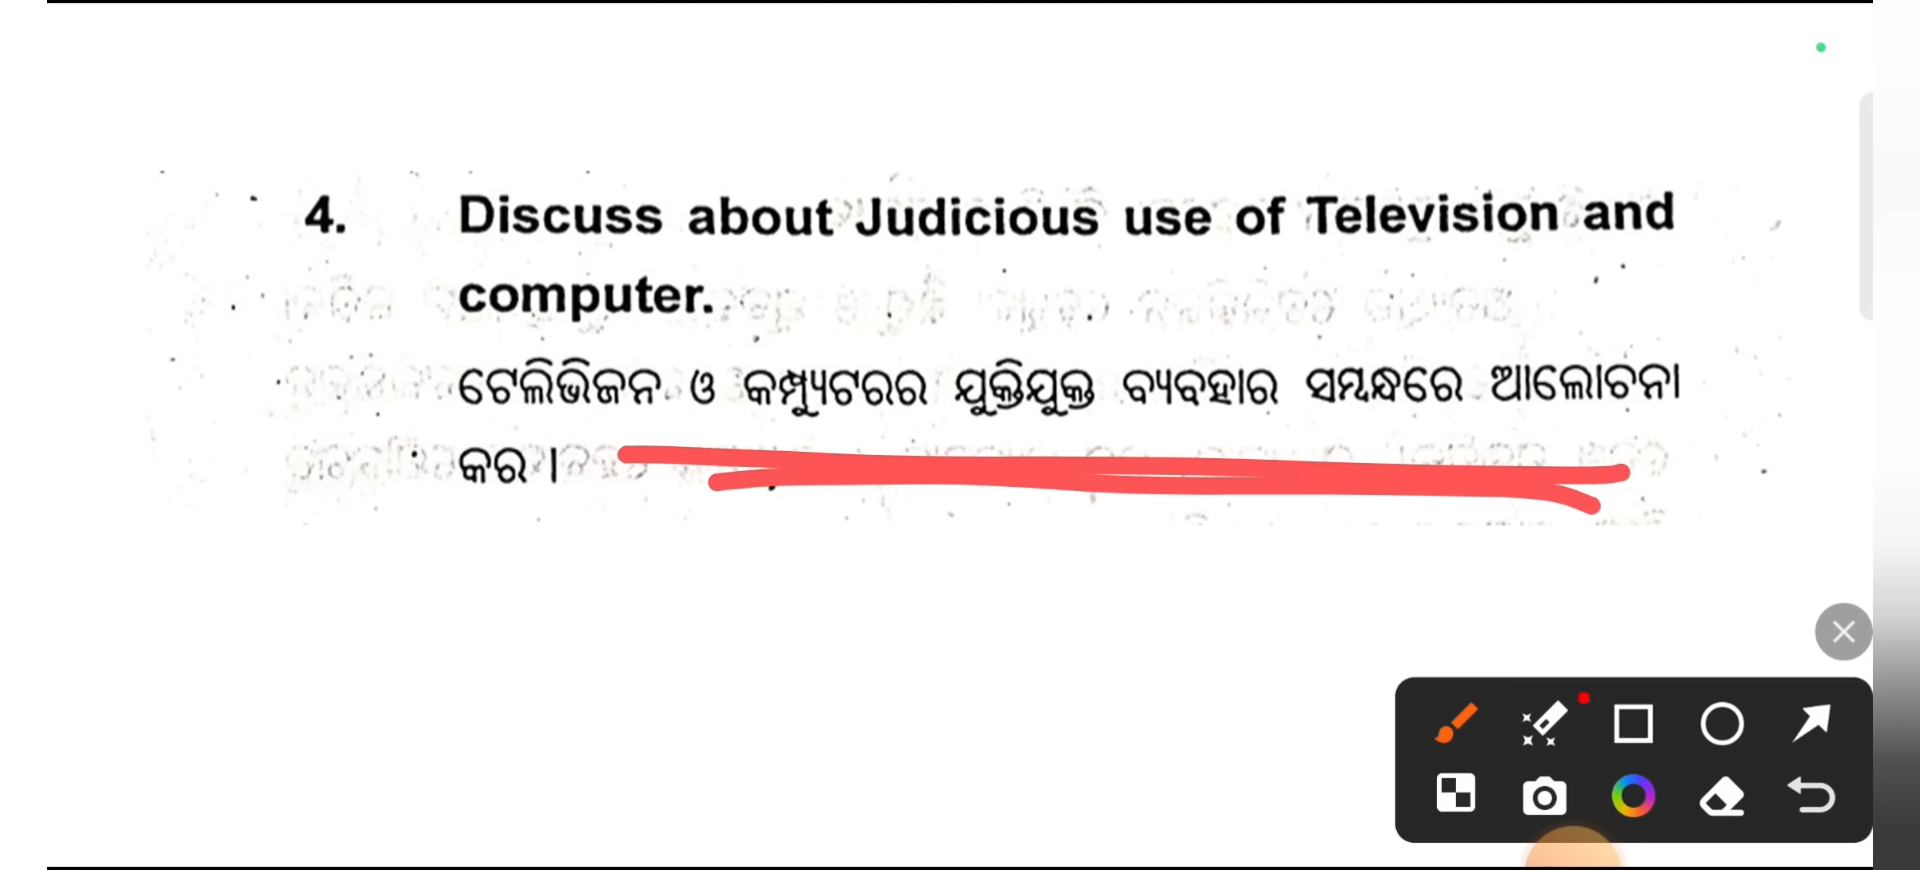 4. Discuss about Judicious use of Television and
computer.
ଟେଲିଭିଜନ ଓ କମ୍ପ୍ୟୁଟରର ଯୁକ୍ତିଯୁକ୍ତ ବ୍ୟବହାର ସମ୍ବନ୍ଧରେ ଆଲୋଚନା
କର ।